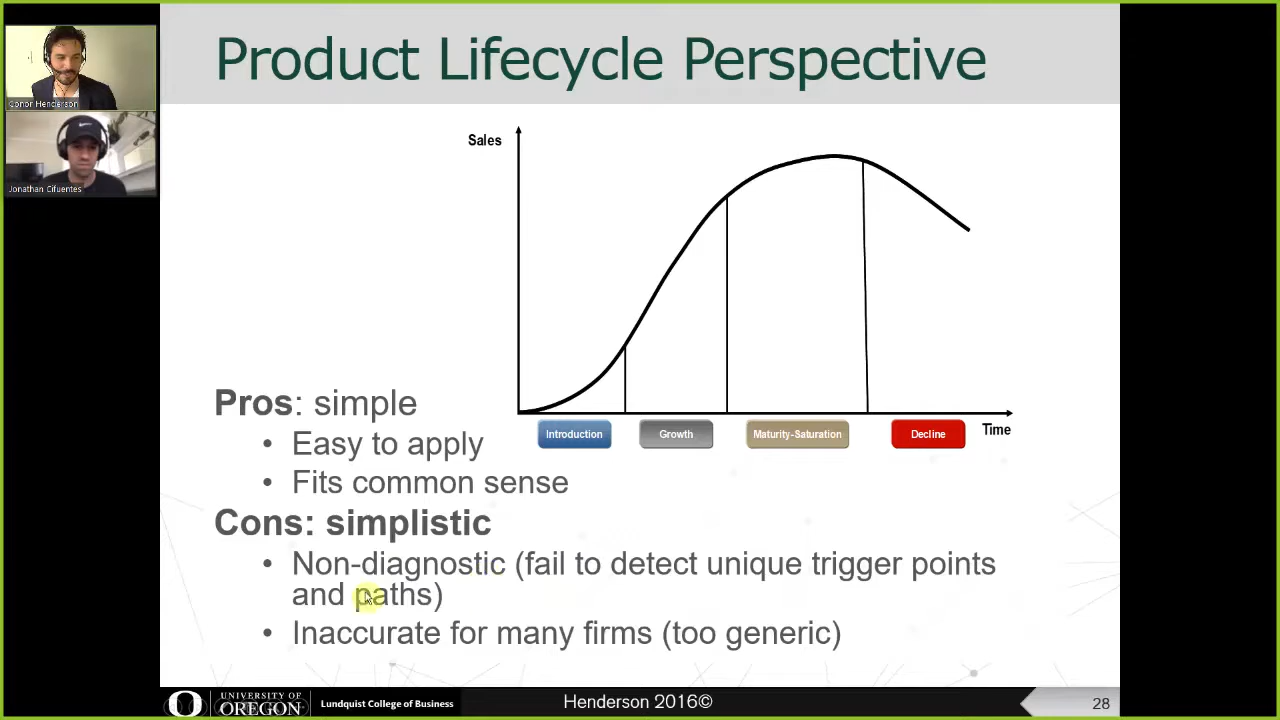 Product Lifecycle Perspective
Conor Henderson
Jonathan Cifuentes
Sales
Time
Introduction
Growth
Maturity-Saturation
Decline
Pros: simple
• Easy to apply
• Fits common sense
Cons: simplistic
• Non-diagnostic (fail to detect unique trigger points
and paths)
• Inaccurate for many firms (too generic)
UNIVERSITY OF
OREGON
Lundquist College of Business
Henderson 2016©
28